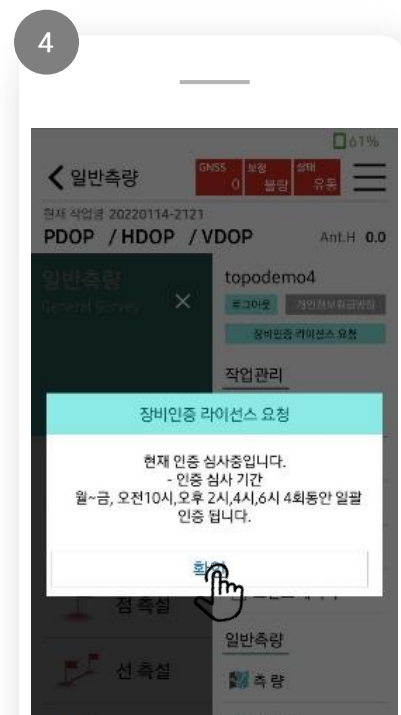 4
61%
일반측량
GNSS 0
보정 불량
상태 유동
현재 작업명 20220114-2121
PDOP / HDOP / VDOP Ant.H 0.0
일반측량
General Survey
topodemo4
로그아웃 개인정보취급방침
장비인증 라이선스 요청
작업관리
장비인증 라이선스 요청
현재 인증 심사중입니다.
- 인증 심사 기간
월~금, 오전10시,오후 2시,4시,6시 4회동안 일괄
인증 됩니다.
확인
점 측설
일반측량
선 측설
측 량